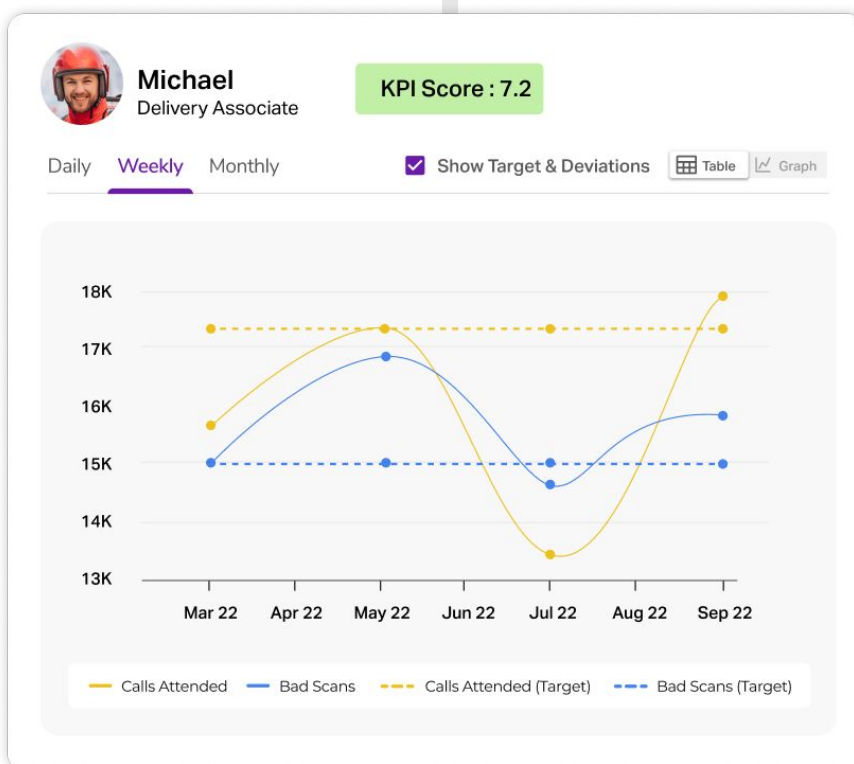 Michael
Delivery Associate
KPI Score : 7.2
Daily Weekly Monthly Show Target & Deviations Table Graph
18K
17K
16K
15K
14K
13K
Mar 22 Apr 22 May 22 Jun 22 Jul 22 Aug 22 Sep 22
Calls Attended Bad Scans Calls Attended (Target) Bad Scans (Target)